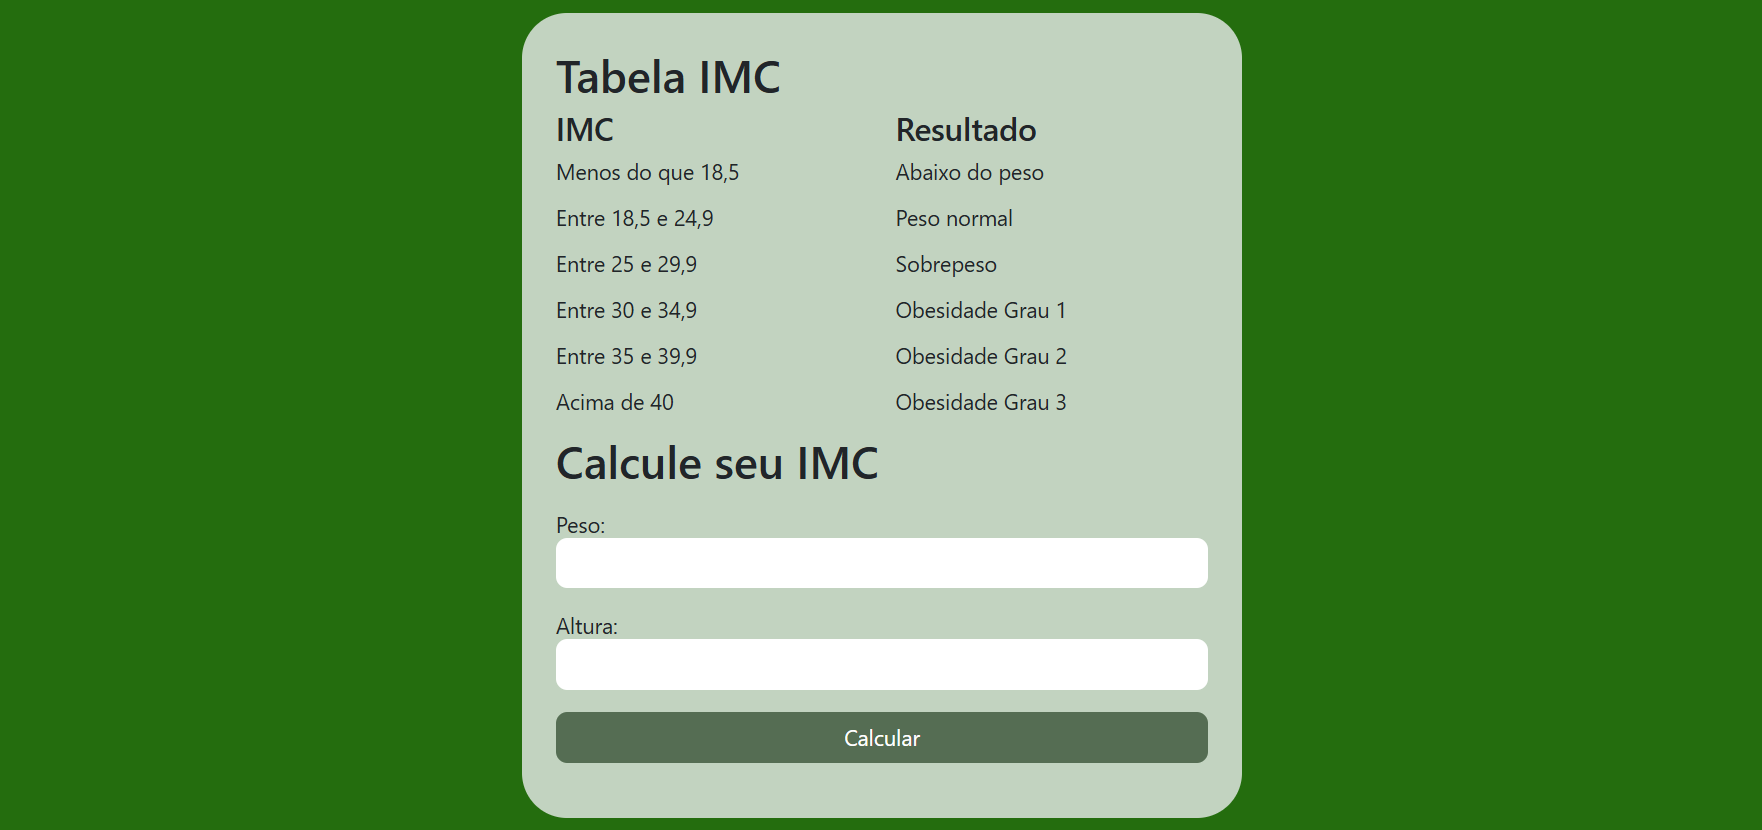 Tabela IMC
IMC Resultado
Menos do que 18,5 Abaixo do peso
Entre 18,5 e 24,9 Peso normal
Entre 25 e 29,9 Sobrepeso
Entre 30 e 34,9 Obesidade Grau 1
Entre 35 e 39,9 Obesidade Grau 2
Acima de 40 Obesidade Grau 3
Calcule seu IMC
Peso:
Altura:
Calcular